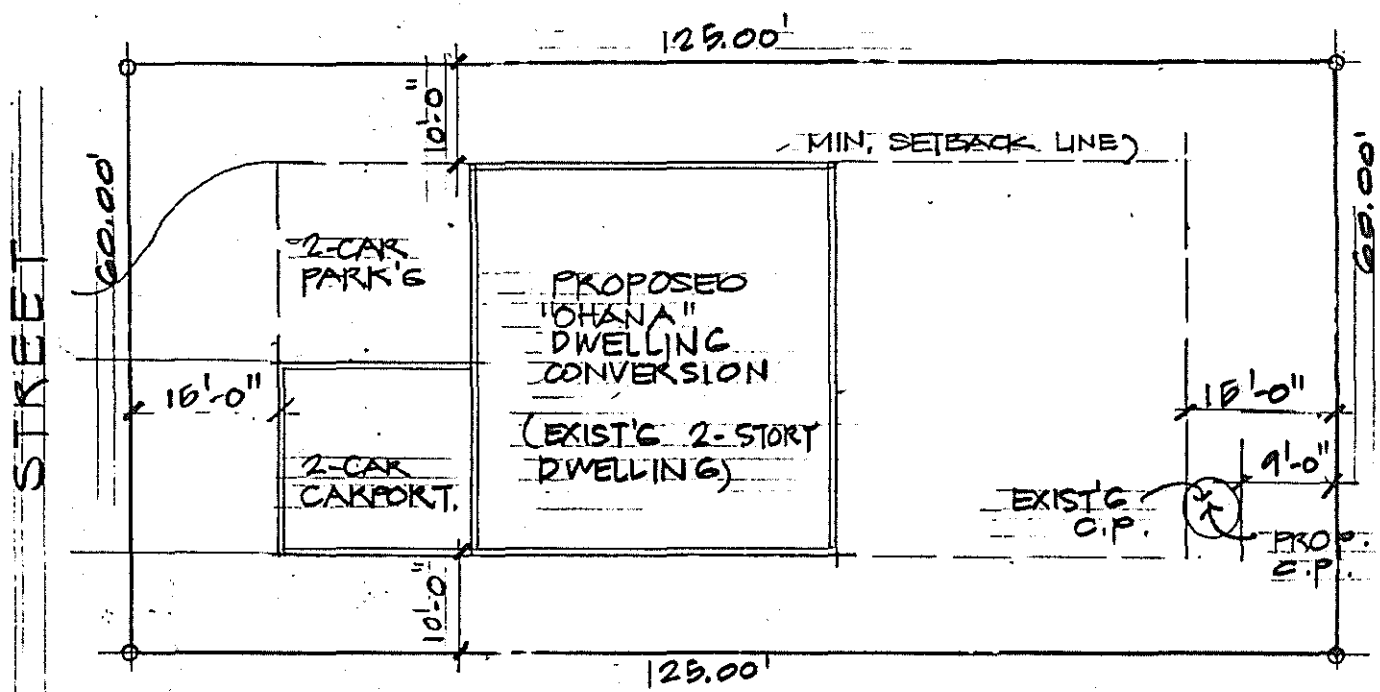 125.00'
10'-0"
MIN. SETBACK LINE
STREET
60.00'
60.00'
2-CAR
PARK'G
PROPOSED
"OHANA"
DWELLING
CONVERSION
(EXIST'G 2-STORY
DWELLING)
15'-0"
15'-0"
2-CAR
CARPORT.
9'-0"
EXIST'G
C.P.
PROP.
C.P.
10'-0"
125.00'